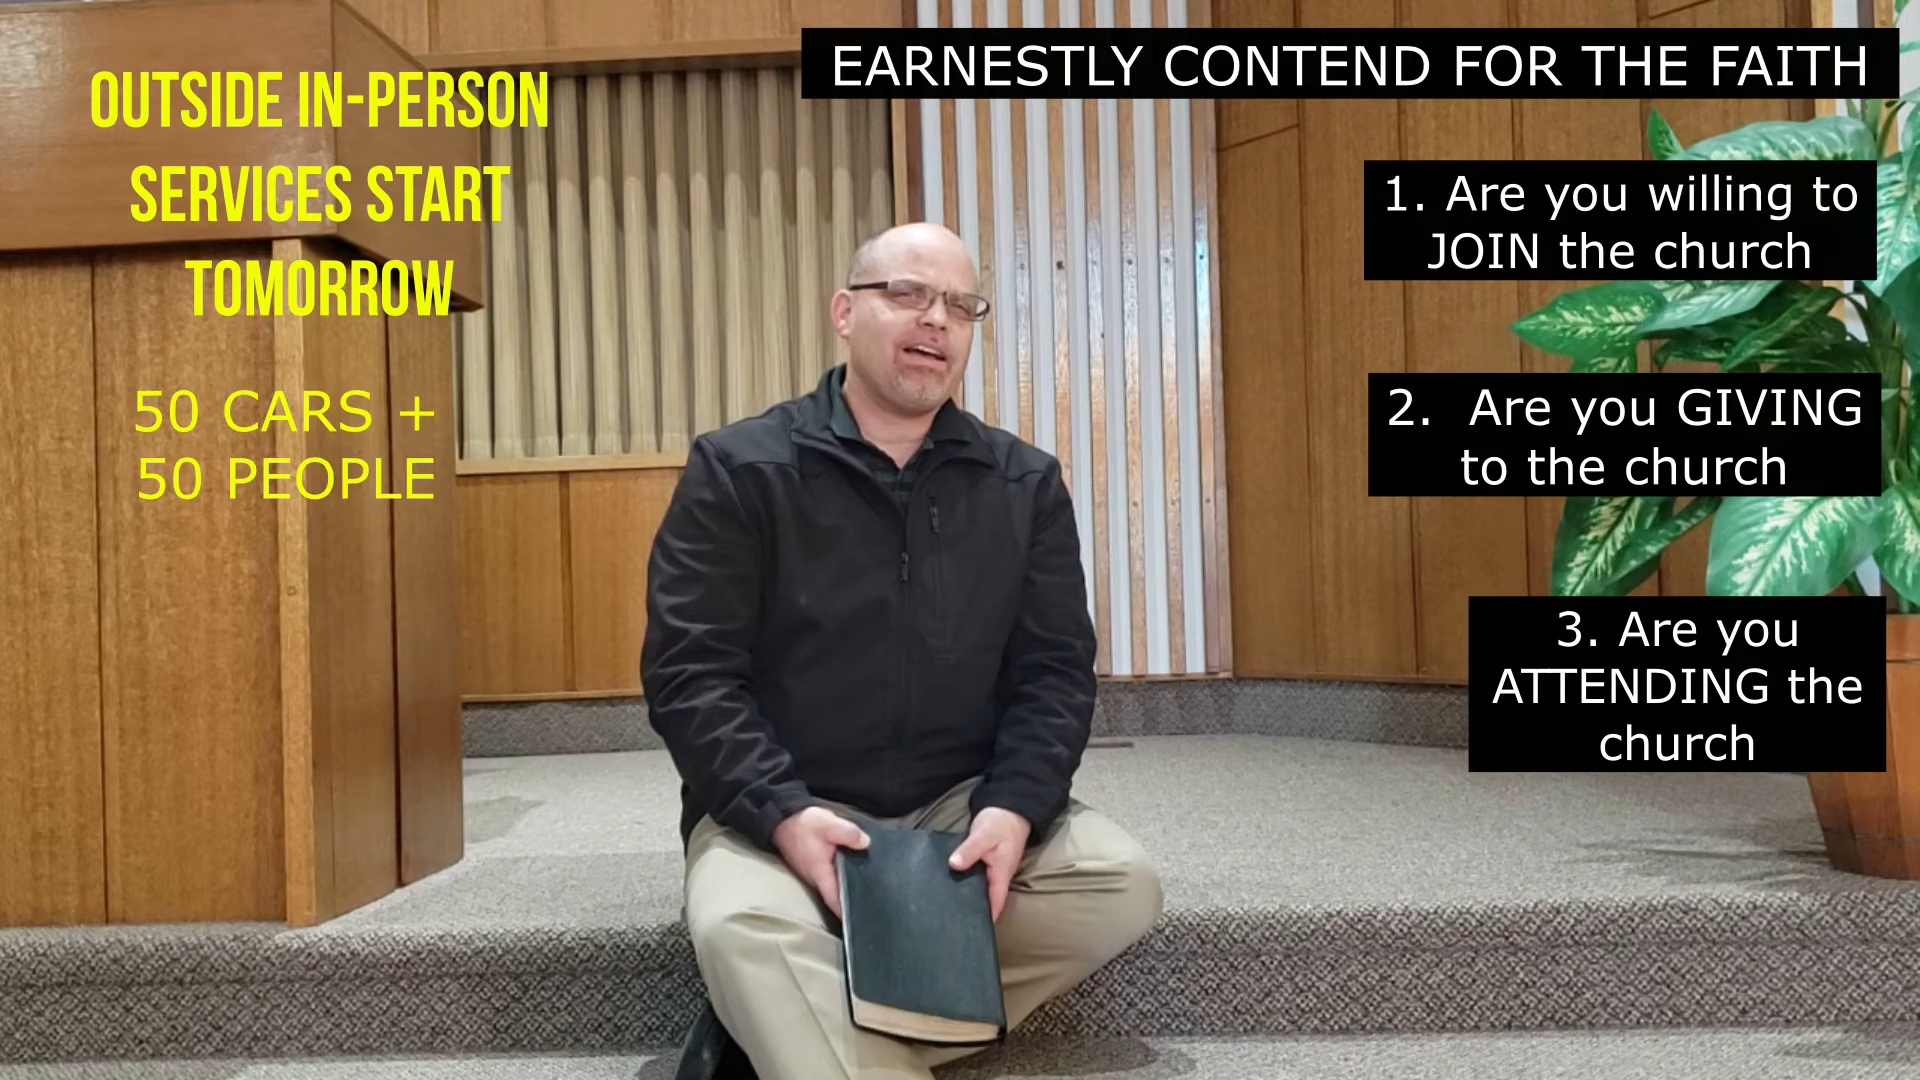 OUTSIDE IN-PERSON
SERVICES START
TOMORROW
50 CARS +
50 PEOPLE
EARNESTLY CONTEND FOR THE FAITH
1. Are you willing to
JOIN the church
2. Are you GIVING
to the church
3. Are you
ATTENDING the
church